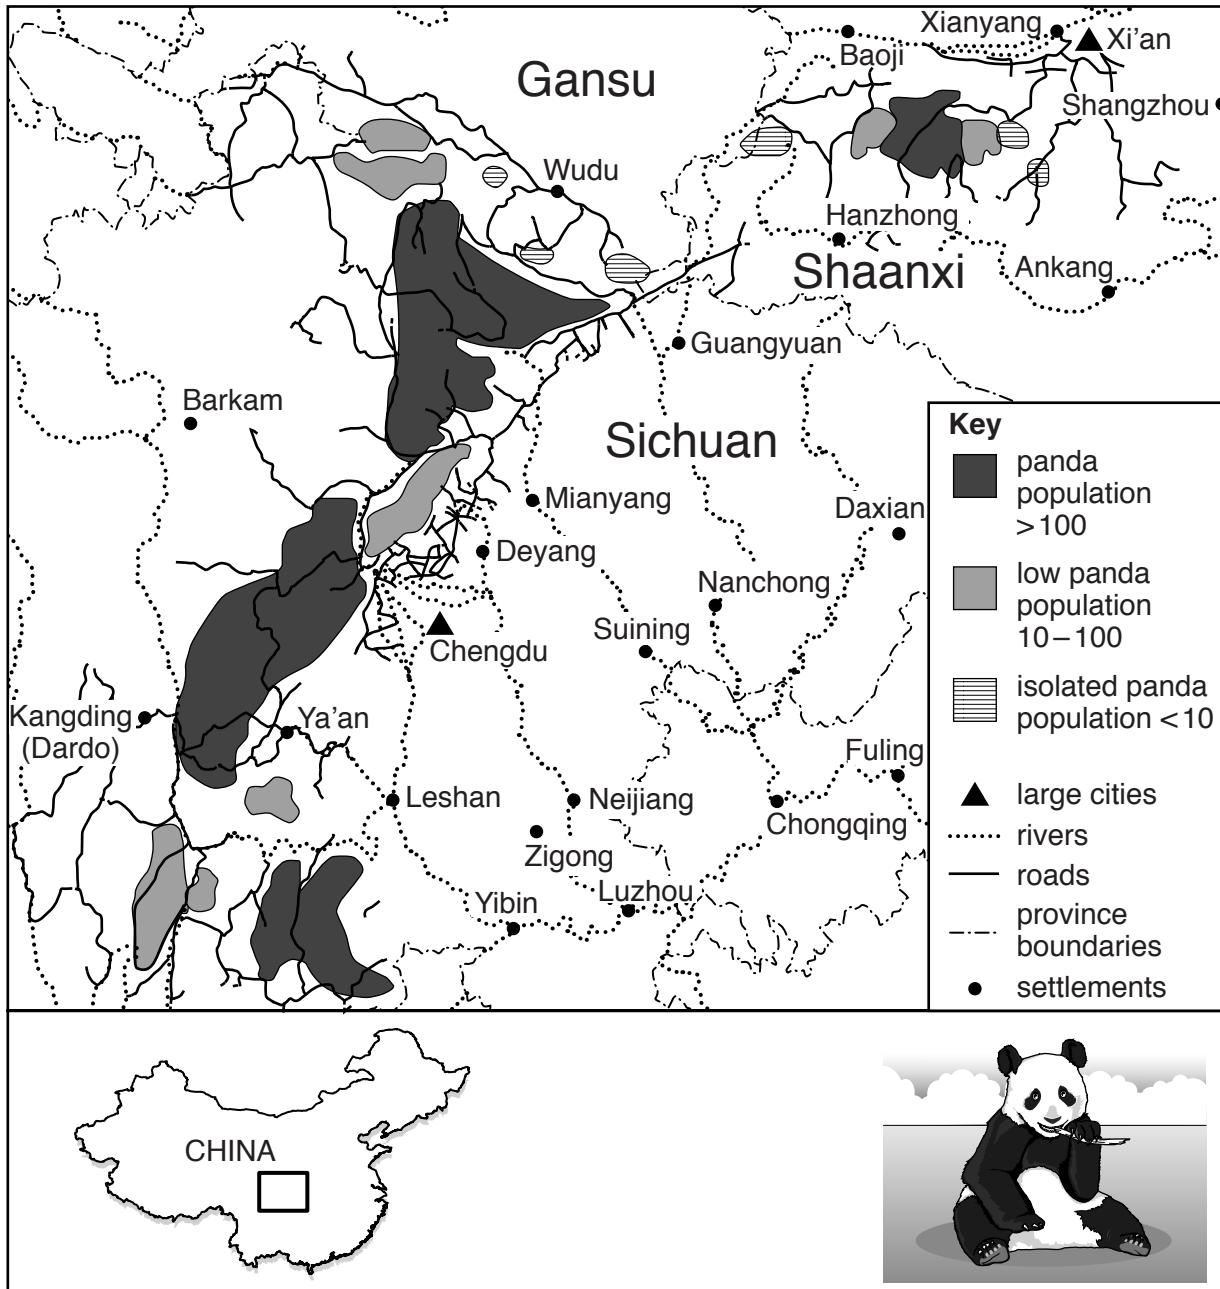 Xianyang
Xi'an
Baoji
Gansu
Shangzhou
Wudu
Hanzhong
Shaanxi
Ankang
Guangyuan
Barkam
Sichuan
Mianyang
Daxian
Deyang
Nanchong
Suining
Chengdu
Kangding
(Dardo)
Ya'an
Fuling
Leshan
Neijiang
Chongqing
Zigong
Luzhou
Yibin
Key
panda
population
>100
low panda
population
10–100
isolated panda
population <10
large cities
rivers
roads
province
boundaries
settlements
CHINA